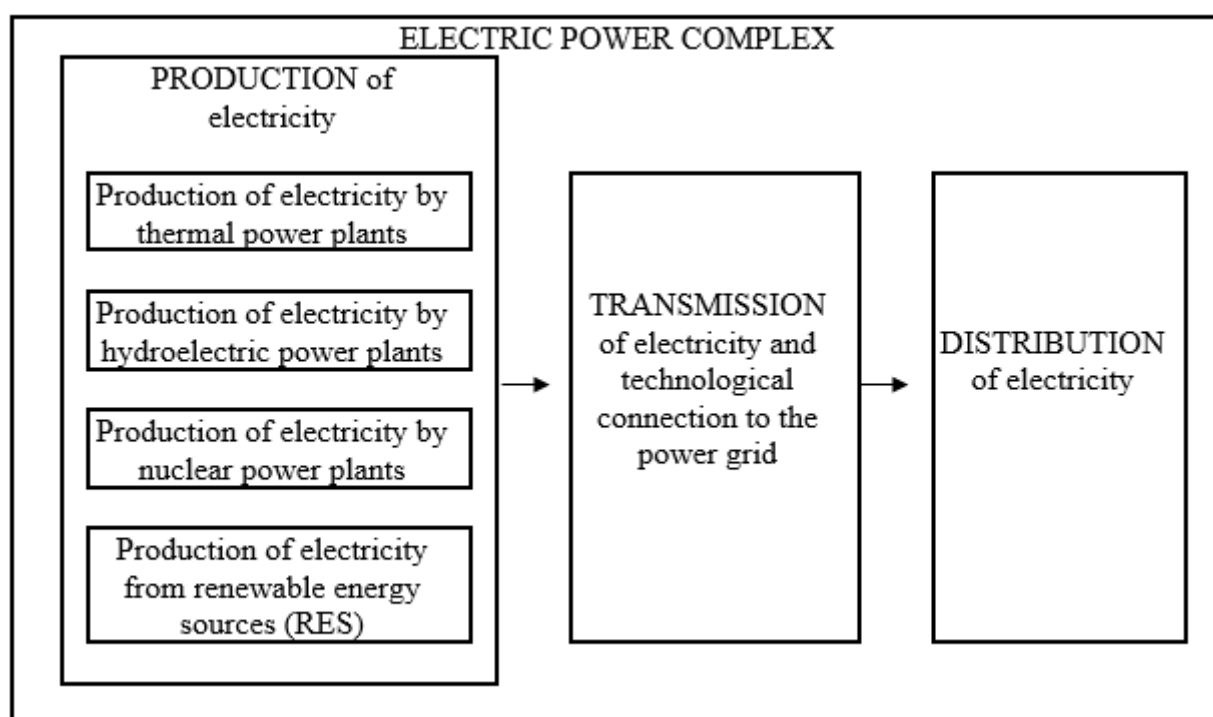 ELECTRIC POWER COMPLEX
PRODUCTION of
electricity
Production of electricity by
thermal power plants
Production of electricity by
hydroelectric power plants
Production of electricity by
nuclear power plants
Production of electricity
from renewable energy
sources (RES)
TRANSMISSION
of electricity and
technological
connection to the
power grid
DISTRIBUTION
of electricity